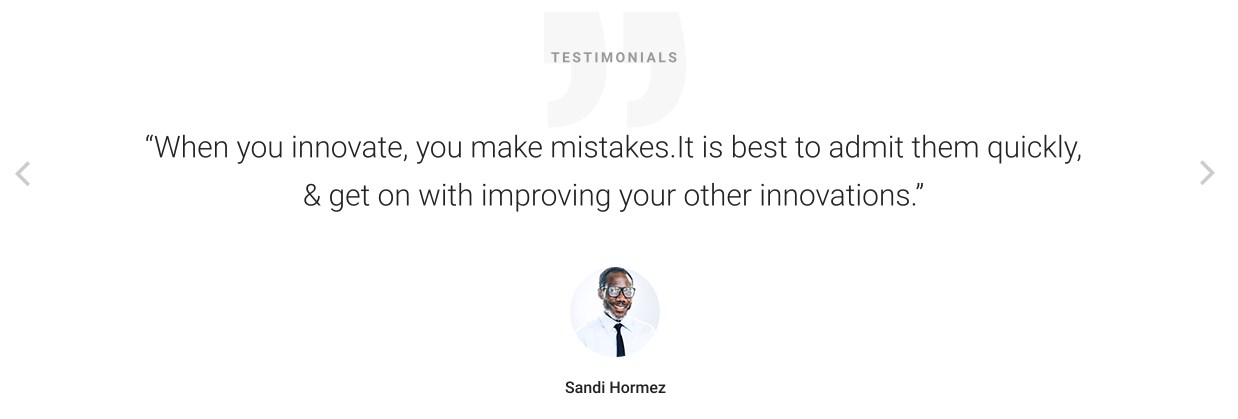 TESTIMONIALS
“When you innovate, you make mistakes.It is best to admit them quickly,
& get on with improving your other innovations.”
Sandi Hormez